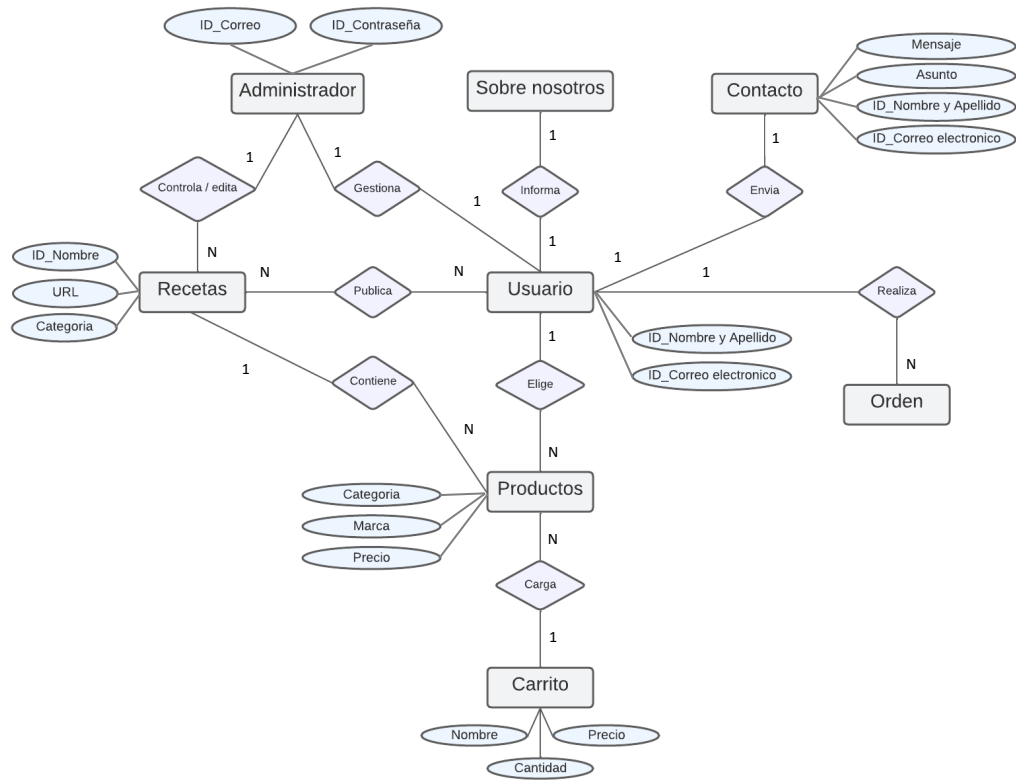 ID_Correo
ID_Contraseña
Administrador
Sobre nosotros
Contacto
Mensaje
Asunto
ID_Nombre y Apellido
ID_Correo electronico
1
1
1
1
Controla / edita
Gestiona
Informa
Envia
1
1
1
N
ID_Nombre
URL
Categoria
Recetas
N
Publica
N
Usuario
1
Realiza
ID_Nombre y Apellido
ID_Correo electronico
1
N
Orden
1
Contiene
Elige
N
N
Categoria
Marca
Precio
Productos
N
Carga
1
Carrito
Nombre
Precio
Cantidad